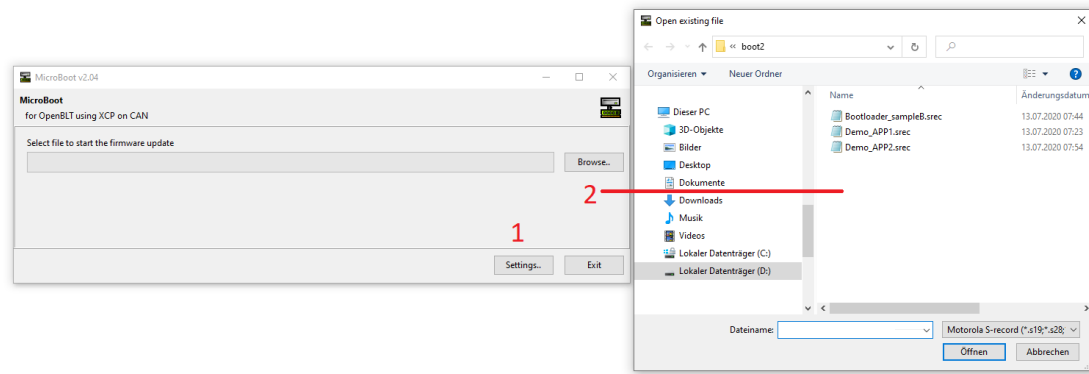 MicroBoot v2.04
MicroBoot
for OpenBLT using XCP on CAN
Select file to start the firmware update
Browse..
1
Settings..
Exit
Open existing file
« boot2
Organisieren
Neuer Ordner
Dieser PC
3D-Objekte
Bilder
Desktop
Dokumente
Downloads
Musik
Videos
Lokaler Datenträger (C:)
Lokaler Datenträger (D:)
2
Name
Änderungsdatum
Bootloader_sampleB.srec
13.07.2020 07:44
Demo_APP1.srec
13.07.2020 07:23
Demo_APP2.srec
13.07.2020 07:54
Dateiname:
Motorola S-record (*.s19;*.s28;
Öffnen
Abbrechen